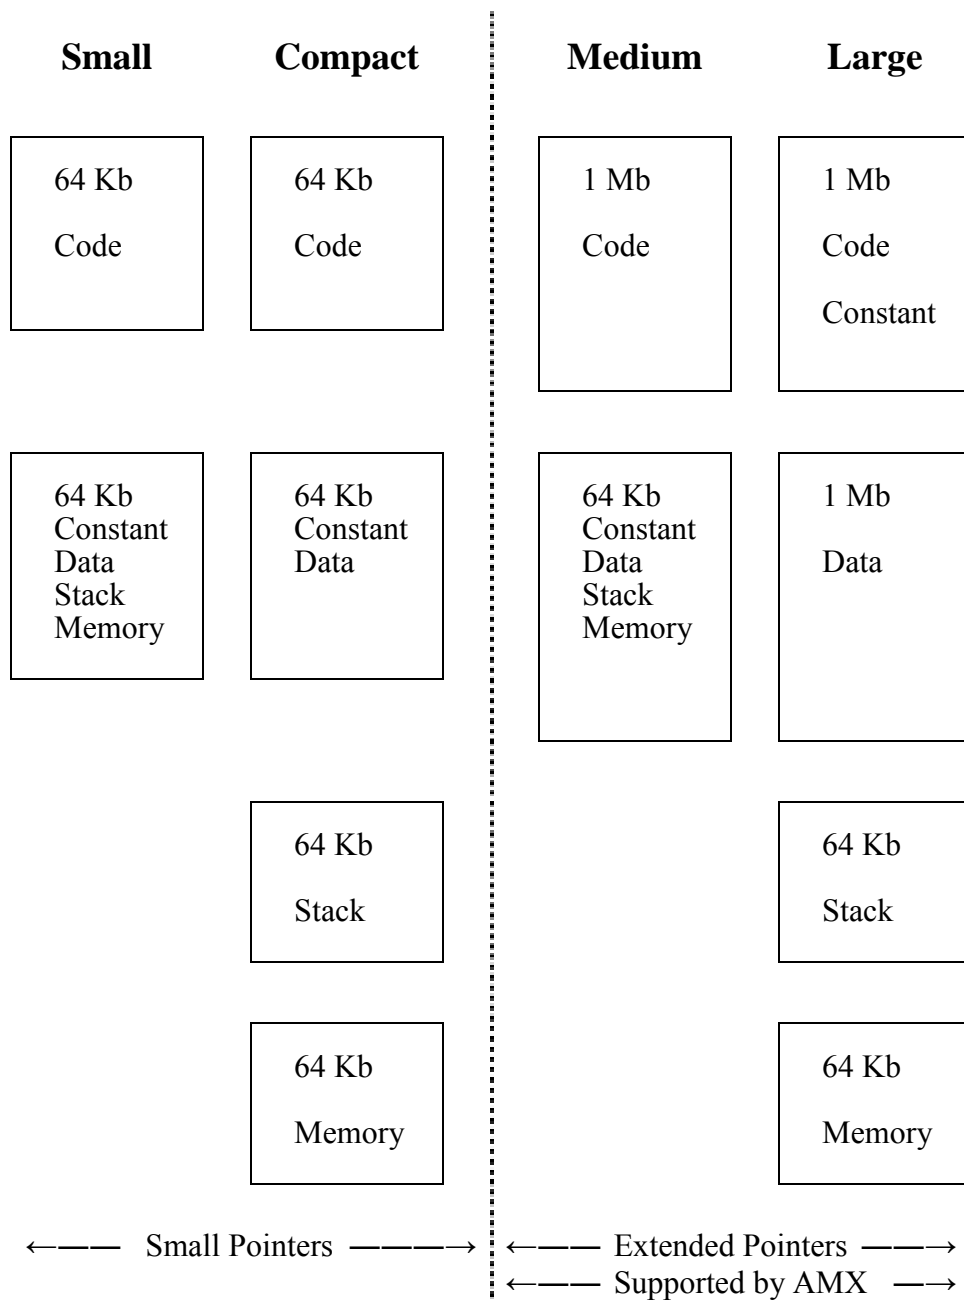 Small Compact Medium Large
64 Kb 64 Kb 1 Mb 1 Mb
Code Code Code Code
Constant
64 Kb 64 Kb 64 Kb 1 Mb
Constant Constant Constant
Data Data Data Data
Stack Stack
Memory Memory
64 Kb 64 Kb
Stack Stack
64 Kb 64 Kb
Memory Memory
←—— Small Pointers ———→ ←—— Extended Pointers ——→
←—— Supported by AMX —→